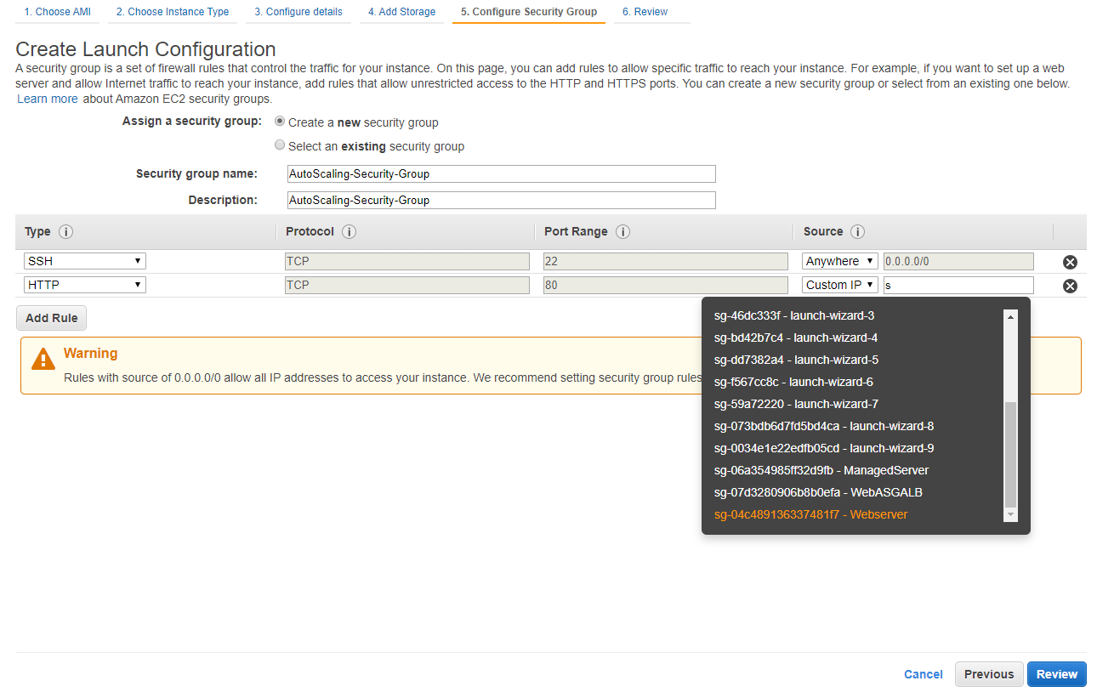 1. Choose AMI 2. Choose Instance Type 3. Configure details 4. Add Storage 5. Configure Security Group 6. Review
Create Launch Configuration
A security group is a set of firewall rules that control the traffic for your instance. On this page, you can add rules to allow specific traffic to reach your instance. For example, if you want to set up a web
server and allow Internet traffic to reach your instance, add rules that allow unrestricted access to the HTTP and HTTPS ports. You can create a new security group or select from an existing one below.
Learn more about Amazon EC2 security groups.
Assign a security group: Create a new security group
Select an existing security group
Security group name: AutoScaling-Security-Group
Description: AutoScaling-Security-Group
Type Protocol Port Range Source
SSH TCP 22 Anywhere 0.0.0.0/0
HTTP TCP 80 Custom IP s
Add Rule
Warning
Rules with source of 0.0.0.0/0 allow all IP addresses to access your instance. We recommend setting security group rules
sg-46dc333f - launch-wizard-3
sg-bd42b7c4 - launch-wizard-4
sg-dd7382a4 - launch-wizard-5
sg-f567cc8c - launch-wizard-6
sg-59a72220 - launch-wizard-7
sg-073bdb6d7fd5bd4ca - launch-wizard-8
sg-0034e1e22edfb05cd - launch-wizard-9
sg-06a354985ff32d9fb - ManagedServer
sg-07d3280906b8b0efa - WebASGALB
sg-04c489136337481f7 - Webserver
Cancel Previous Review